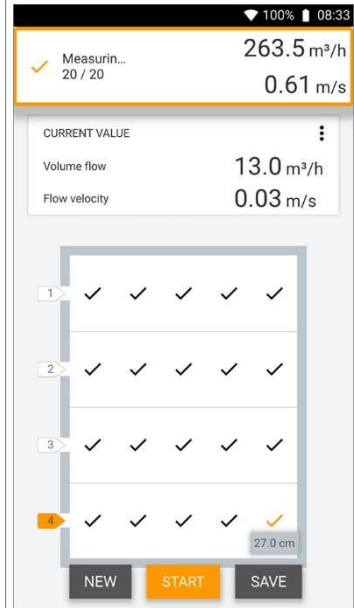 100% 08:33
Measurin... 263.5 m³/h
20 / 20
0.61 m/s
CURRENT VALUE
Volume flow 13.0 m³/h
Flow velocity 0.03 m/s
1
2
3
4
27.0 cm
NEW START SAVE